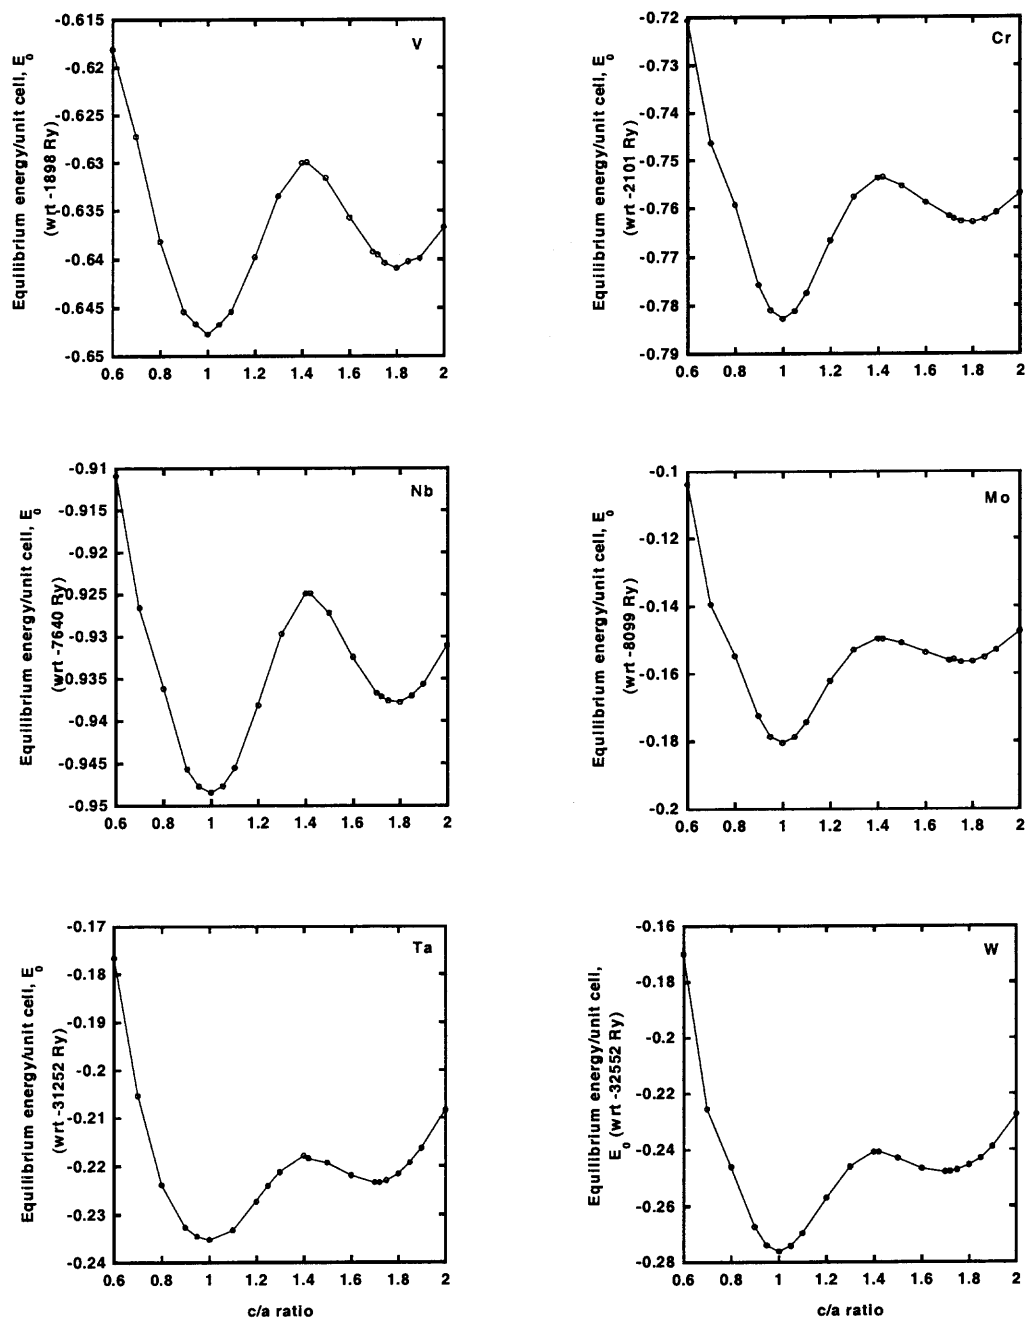 V
Equilibrium energy/unit cell, E₀
(wrt -1898 Ry)
-0.615
-0.62
-0.625
-0.63
-0.635
-0.64
-0.645
-0.65
0.6 0.8 1 1.2 1.4 1.6 1.8 2
Cr
Equilibrium energy/unit cell, E₀
(wrt -2101 Ry)
-0.72
-0.73
-0.74
-0.75
-0.76
-0.77
-0.78
-0.79
0.6 0.8 1 1.2 1.4 1.6 1.8 2
Nb
Equilibrium energy/unit cell, E₀
(wrt -7640 Ry)
-0.91
-0.915
-0.92
-0.925
-0.93
-0.935
-0.94
-0.945
-0.95
0.6 0.8 1 1.2 1.4 1.6 1.8 2
Mo
Equilibrium energy/unit cell, E₀
(wrt -8099 Ry)
-0.1
-0.12
-0.14
-0.16
-0.18
-0.2
0.6 0.8 1 1.2 1.4 1.6 1.8 2
Ta
Equilibrium energy/unit cell, E₀
(wrt -31252 Ry)
-0.17
-0.18
-0.19
-0.2
-0.21
-0.22
-0.23
-0.24
0.6 0.8 1 1.2 1.4 1.6 1.8 2
c/a ratio
W
Equilibrium energy/unit cell,
E₀ (wrt -32552 Ry)
-0.16
-0.18
-0.2
-0.22
-0.24
-0.26
-0.28
0.6 0.8 1 1.2 1.4 1.6 1.8 2
c/a ratio